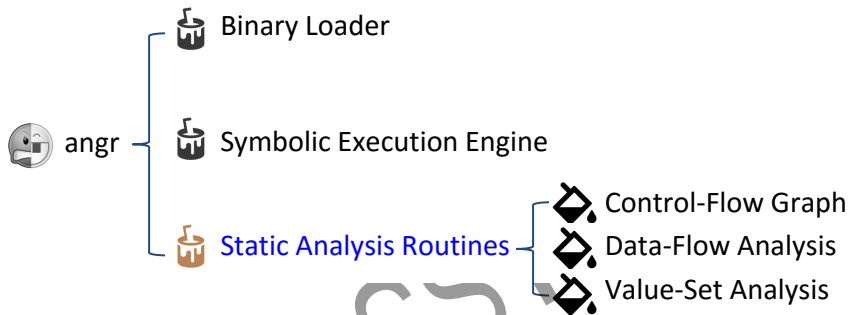 Binary Loader
angr
Symbolic Execution Engine
Static Analysis Routines
Control-Flow Graph
Data-Flow Analysis
Value-Set Analysis